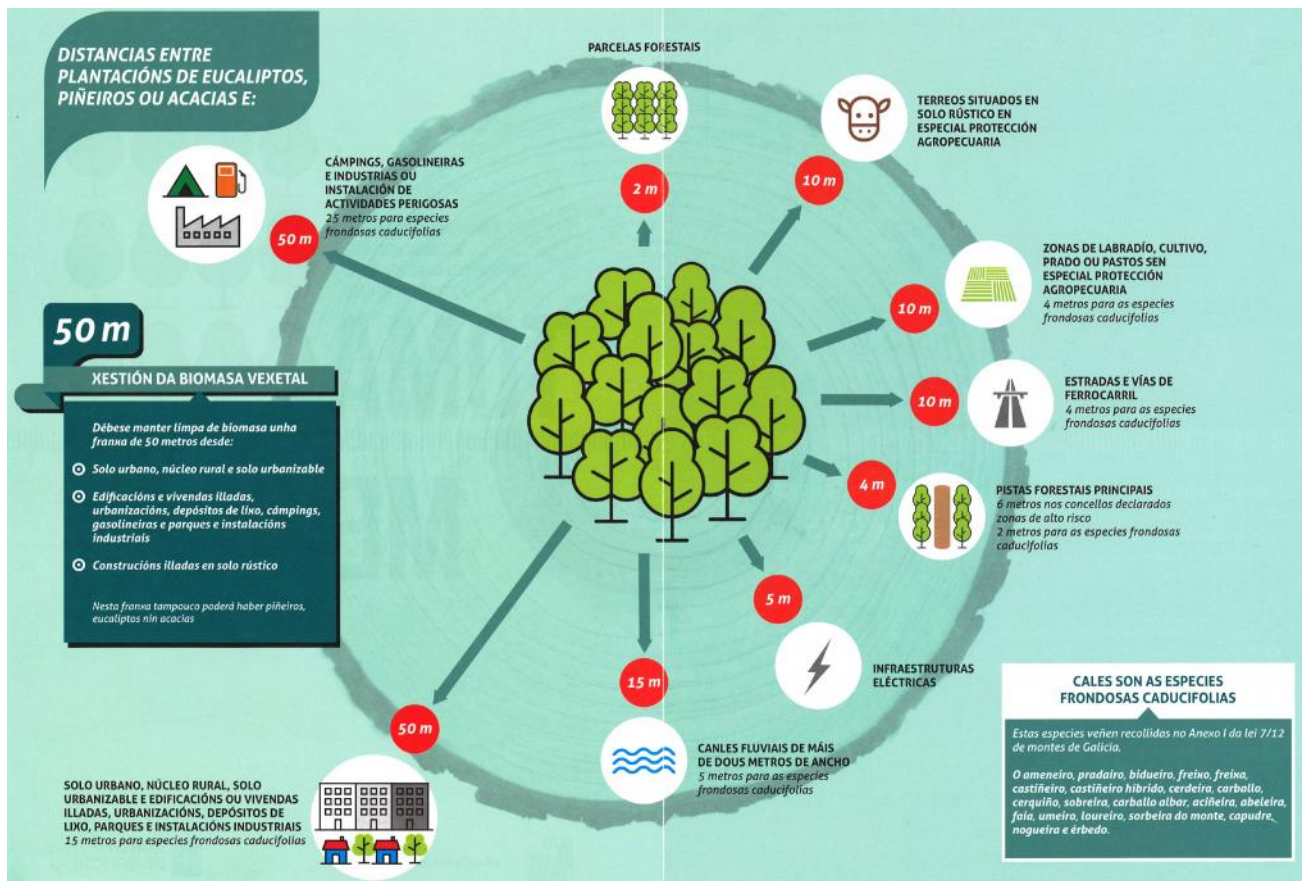 DISTANCIAS ENTRE
PLANTACIÓNS DE EUCALIPTOS,
PIÑEIROS OU ACACIAS E:
PARCELAS FORESTAIS
2 m
TERREOS SITUADOS EN
SOLO RÚSTICO EN
ESPECIAL PROTECCIÓN
AGROPECUARIA
10 m
CÁMPINGS, GASOLINEIRAS
E INDUSTRIAS OU
INSTALACIÓN DE
ACTIVIDADES PERIGOSAS
25 metros para especies
frondosas caducifolias
50 m
ZONAS DE LABRADÍO, CULTIVO,
PRADO OU PASTOS SEN
ESPECIAL PROTECCIÓN
AGROPECUARIA
4 metros para as especies
frondosas caducifolias
10 m
ESTRADAS E VÍAS DE
FERROCARRIL
4 metros para as especies
frondosas caducifolias
10 m
PISTAS FORESTAIS PRINCIPAIS
6 metros nos concellos declarados
zonas de alto risco
2 metros para as especies frondosas
caducifolias
4 m
INFRAESTRUTURAS
ELÉCTRICAS
5 m
CANLES FLUVIAIS DE MÁIS
DE DOUS METROS DE ANCHO
5 metros para as especies
frondosas caducifolias
15 m
SOLO URBANO, NÚCLEO RURAL, SOLO
URBANIZABLE E EDIFICACIÓNS OU VIVENDAS
ILLADAS, URBANIZACIÓNS, DEPÓSITOS DE
LIXO, PARQUES E INSTALACIÓNS INDUSTRIAIS
15 metros para especies frondosas caducifolias
50 m
50 m
XESTIÓN DA BIOMASA VEXETAL
Débese manter limpa de biomasa unha
franxa de 50 metros desde:
Solo urbano, núcleo rural e solo urbanizable
Edificacións e vivendas illadas,
urbanizacións, depósitos de lixo, cámpings,
gasolineiras e parques e instalacións
industriais
Construcións illadas en solo rústico
Nesta franxa tampouco poderá haber piñeiros,
eucaliptos nin acacias
CALES SON AS ESPECIES
FRONDOSAS CADUCIFOLIAS
Estas especies veñen recollidas no Anexo I da lei 7/12
de montes de Galicia.
O ameneiro, pradairo, bidueiro, freixo, freixa,
castiñeiro, castiñeiro híbrido, cerdeira, carballo,
cerquiño, sobreira, carballo albar, aciñeira, abeleira,
faia, umeiro, loureiro, sorbeira do monte, capudre,
nogueira e érbedo.